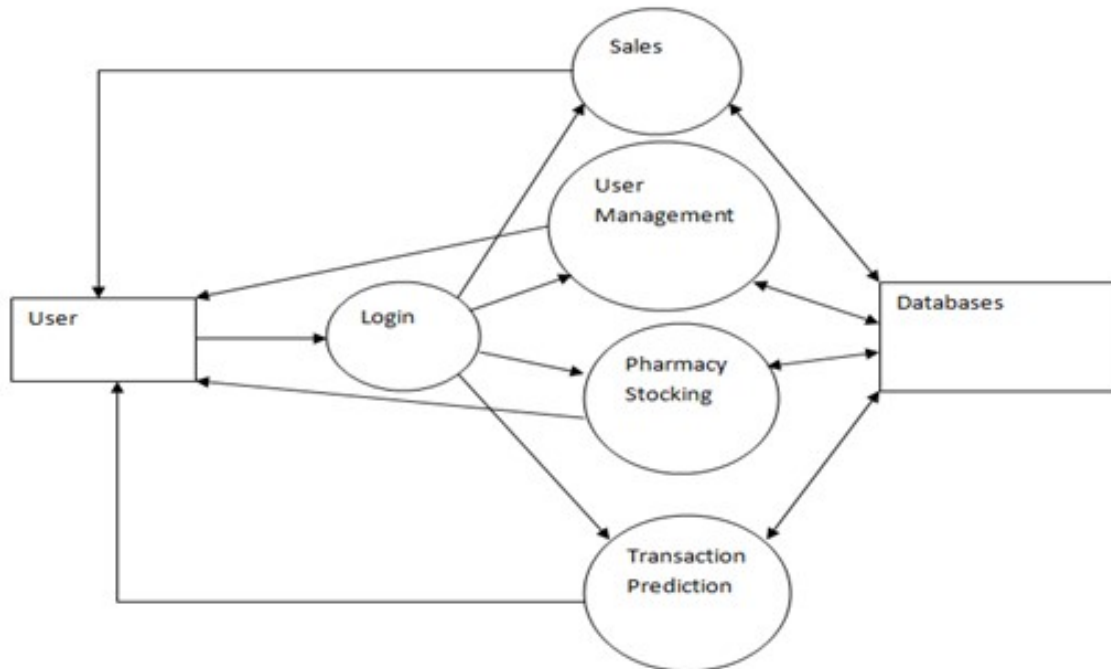 Sales
User
Management
User
Login
Databases
Pharmacy
Stocking
Transaction
Prediction